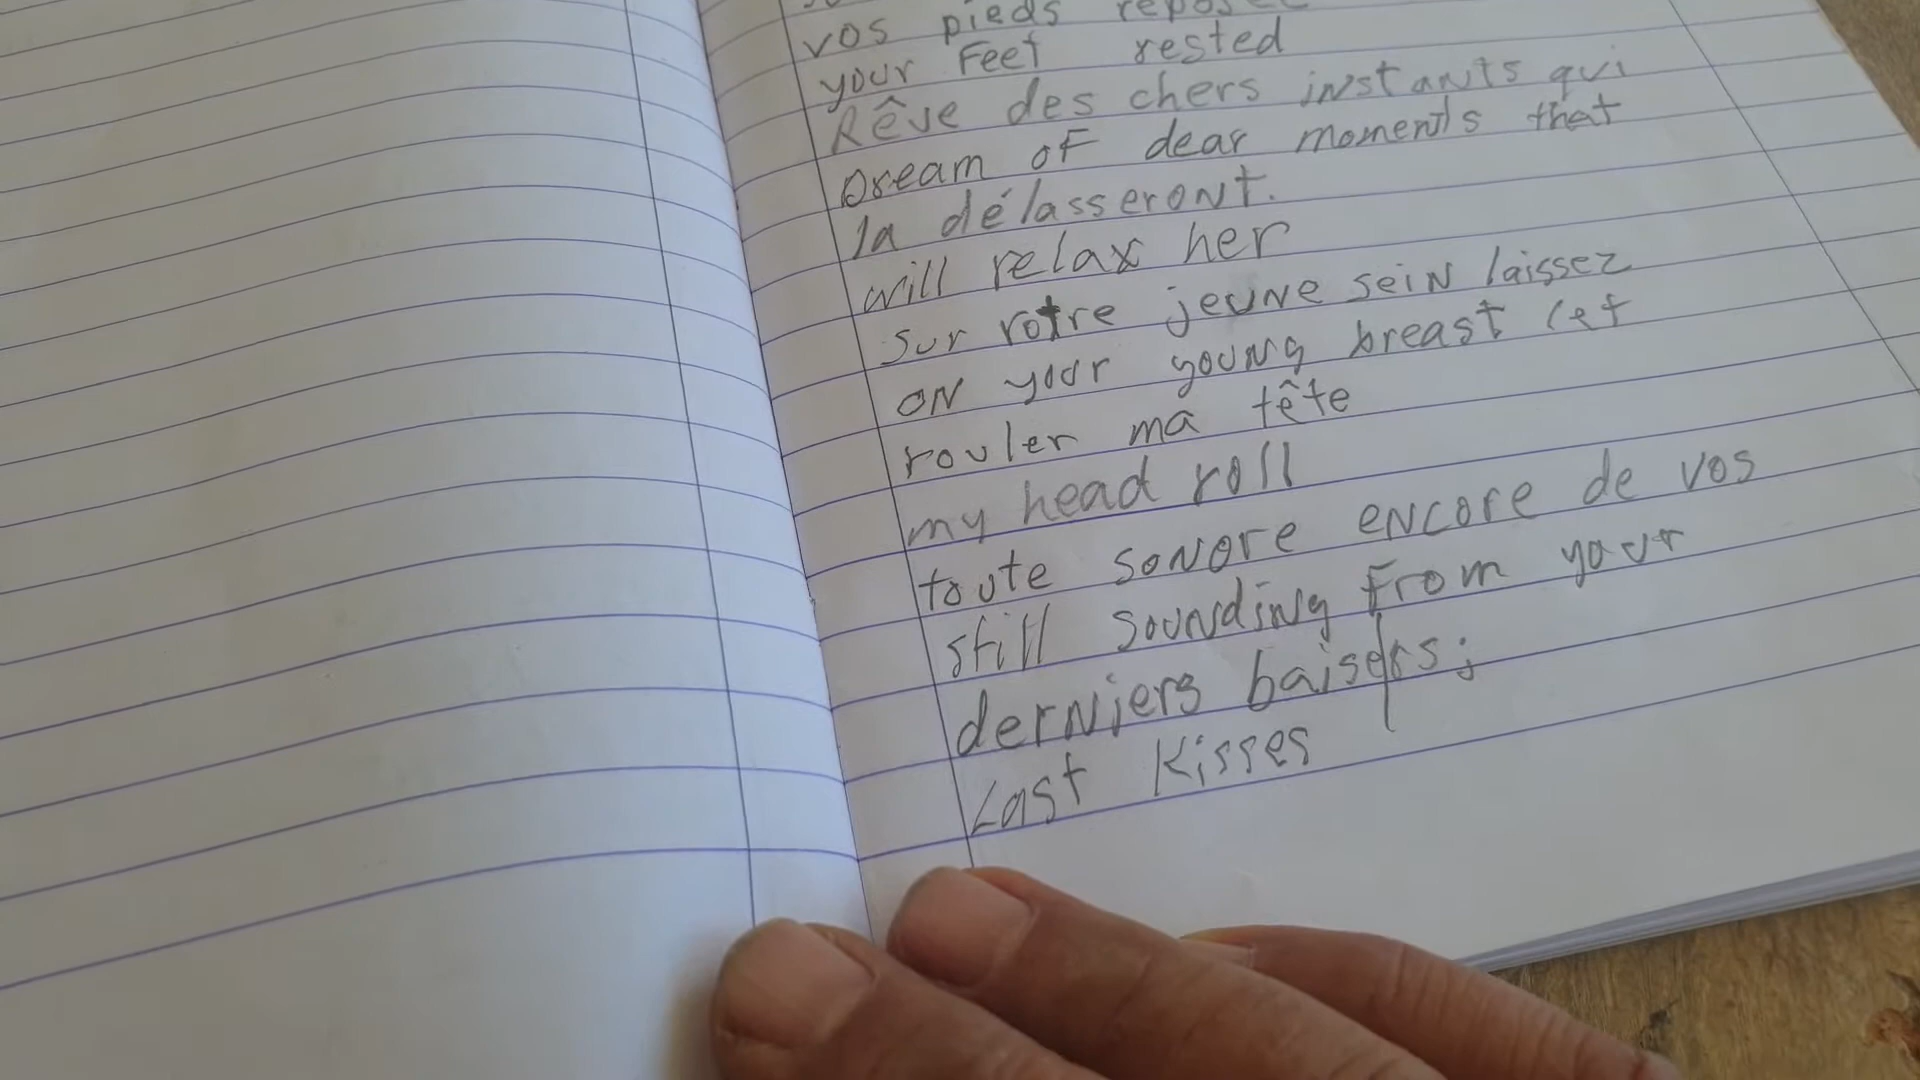 vos pieds reposée
your Feet rested
Rêve des chers instants qui
Dream of dear moments that
la délasseront.
will relax her
sur rotre jeune sein laissez
on your young breast let
rouler ma tête
my head roll
toute sonore encore de vos
still sounding From your
derniers baisers;
Last Kisses